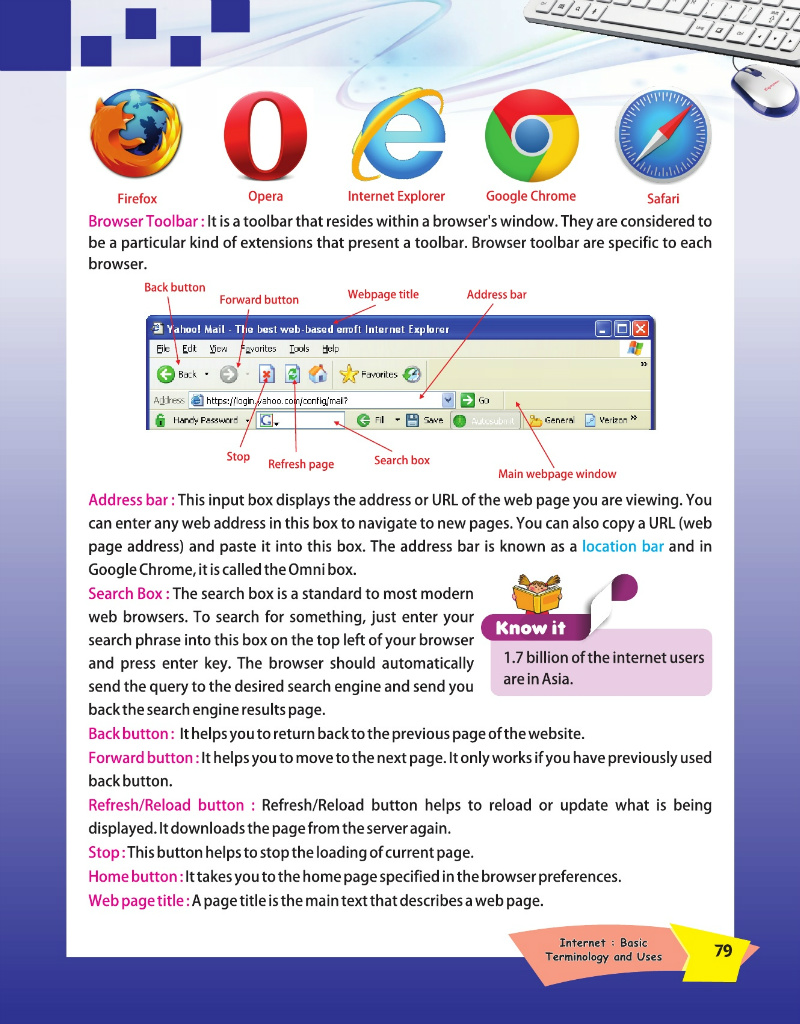 Firefox
Opera
Internet Explorer
Google Chrome
Safari
Browser Toolbar : It is a toolbar that resides within a browser's window. They are considered to
be a particular kind of extensions that present a toolbar. Browser toolbar are specific to each
browser.
Back button
Forward button
Webpage title
Address bar
Yahoo! Mail - The best web-based emoft Internet Explorer
File Edit View Favorites Tools Help
Back
Favorites
Address https://login.yahoo.com/config/mail?
Go
Handy Password
G
Fill
Save
Autosubmit
General
Verizon
Stop
Refresh page
Search box
Main webpage window
Address bar : This input box displays the address or URL of the web page you are viewing. You
can enter any web address in this box to navigate to new pages. You can also copy a URL (web
page address) and paste it into this box. The address bar is known as a location bar and in
Google Chrome, it is called the Omni box.
Search Box : The search box is a standard to most modern
web browsers. To search for something, just enter your
search phrase into this box on the top left of your browser
and press enter key. The browser should automatically
send the query to the desired search engine and send you
back the search engine results page.
Know it
1.7 billion of the internet users
are in Asia.
Back button : It helps you to return back to the previous page of the website.
Forward button : It helps you to move to the next page. It only works if you have previously used
back button.
Refresh/Reload button : Refresh/Reload button helps to reload or update what is being
displayed. It downloads the page from the server again.
Stop : This button helps to stop the loading of current page.
Home button : It takes you to the home page specified in the browser preferences.
Web page title : A page title is the main text that describes a web page.
Internet : Basic
Terminology and Uses
79